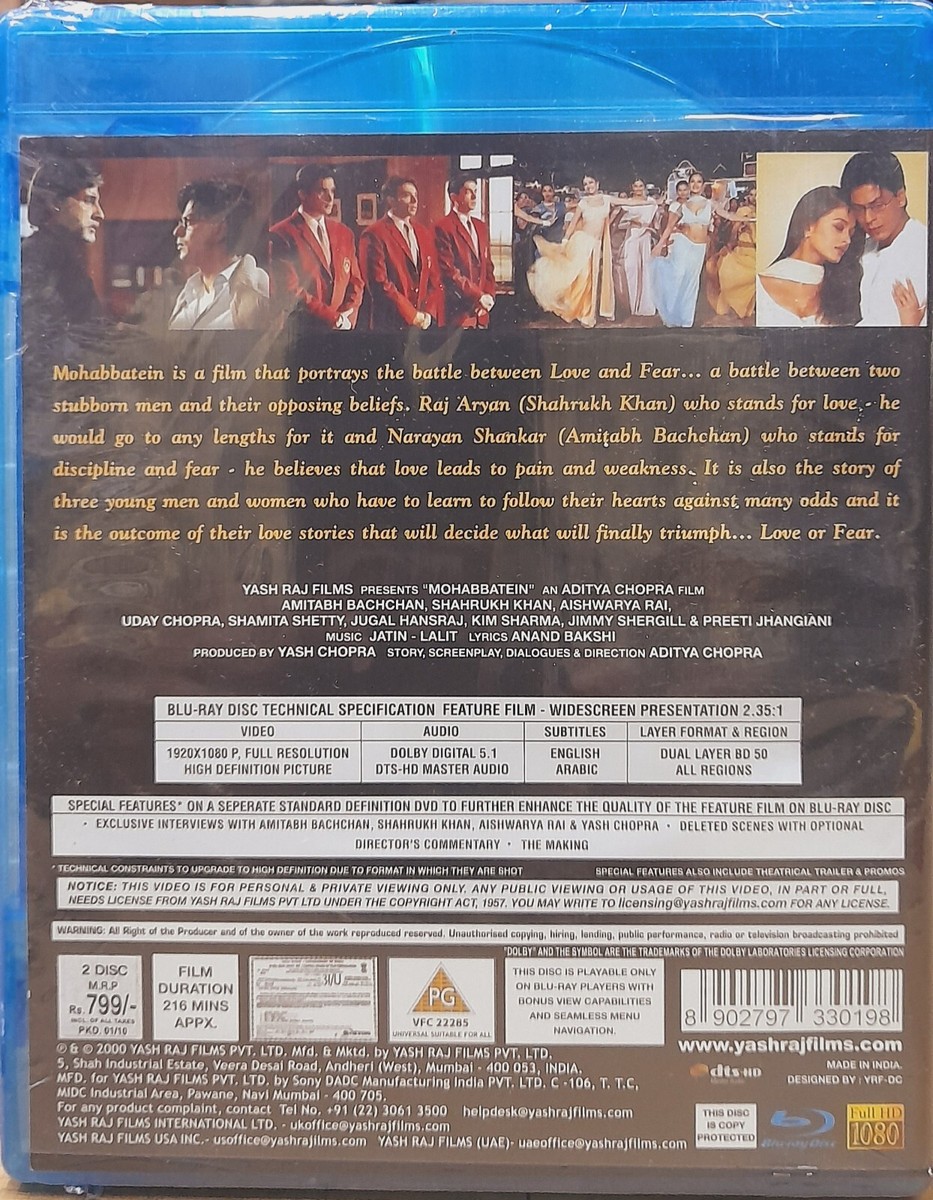 Mohabbatein is a film that portrays the battle between Love and Fear... a battle between two
stubborn men and their opposing beliefs. Raj Aryan (Shahrukh Khan) who stands for love - he
would go to any lengths for it and Narayan Shankar (Amitabh Bachchan) who stands for
discipline and fear - he believes that love leads to pain and weakness. It is also the story of
three young men and women who have to learn to follow their hearts against many odds and it
is the outcome of their love stories that will decide what will finally triumph... Love or Fear.
YASH RAJ FILMS PRESENTS "MOHABBATEIN" AN ADITYA CHOPRA FILM
AMITABH BACHCHAN, SHAHRUKH KHAN, AISHWARYA RAI,
UDAY CHOPRA, SHAMITA SHETTY, JUGAL HANSRAJ, KIM SHARMA, JIMMY SHERGILL & PREETI JHANGIANI
MUSIC JATIN - LALIT LYRICS ANAND BAKSHI
PRODUCED BY YASH CHOPRA STORY, SCREENPLAY, DIALOGUES & DIRECTION ADITYA CHOPRA
BLU-RAY DISC TECHNICAL SPECIFICATION FEATURE FILM - WIDESCREEN PRESENTATION 2.35:1
VIDEO AUDIO SUBTITLES LAYER FORMAT & REGION
1920X1080 P, FULL RESOLUTION DOLBY DIGITAL 5.1 ENGLISH DUAL LAYER BD 50
HIGH DEFINITION PICTURE DTS-HD MASTER AUDIO ARABIC ALL REGIONS
SPECIAL FEATURES* ON A SEPERATE STANDARD DEFINITION DVD TO FURTHER ENHANCE THE QUALITY OF THE FEATURE FILM ON BLU-RAY DISC
· EXCLUSIVE INTERVIEWS WITH AMITABH BACHCHAN, SHAHRUKH KHAN, AISHWARYA RAI & YASH CHOPRA · DELETED SCENES WITH OPTIONAL
DIRECTOR'S COMMENTARY · THE MAKING
* TECHNICAL CONSTRAINTS TO UPGRADE TO HIGH DEFINITION DUE TO FORMAT IN WHICH THEY ARE SHOT SPECIAL FEATURES ALSO INCLUDE THEATRICAL TRAILER & PROMOS
NOTICE: THIS VIDEO IS FOR PERSONAL & PRIVATE VIEWING ONLY. ANY PUBLIC VIEWING OR USAGE OF THIS VIDEO, IN PART OR FULL,
NEEDS LICENSE FROM YASH RAJ FILMS PVT LTD UNDER THE COPYRIGHT ACT, 1957. YOU MAY WRITE TO licensing@yashrajfilms.com FOR ANY LICENSE.
WARNING: All Right of the Producer and of the owner of the work reproduced reserved. Unauthorised copying, hiring, lending, public performance, radio or television broadcasting prohibited
"DOLBY" AND THE SYMBOL ARE THE TRADEMARKS OF THE DOLBY LABORATORIES LICENSING CORPORATION
2 DISC
M.R.P
Rs. 799/-
INCL. OF ALL TAXES
PKD. 01/10
FILM
DURATION
216 MINS
APPX.
PG
VFC 22285
UNIVERSAL SUITABLE FOR ALL
THIS DISC IS PLAYABLE ONLY
ON BLU-RAY PLAYERS WITH
BONUS VIEW CAPABILITIES
AND SEAMLESS MENU
NAVIGATION.
8 902797 330198
www.yashrajfilms.com
℗ & © 2000 YASH RAJ FILMS PVT. LTD. Mfd. & Mktd. by YASH RAJ FILMS PVT. LTD.
5, Shah Industrial Estate, Veera Desai Road, Andheri (West), Mumbai - 400 053, INDIA.
MFD. for YASH RAJ FILMS PVT. LTD. by Sony DADC Manufacturing India PVT. LTD. C -106, T. T.C,
MIDC Industrial Area, Pawane, Navi Mumbai - 400 705.
For any product complaint, contact Tel No. +91 (22) 3061 3500 helpdesk@yashrajfilms.com
YASH RAJ FILMS INTERNATIONAL LTD. - ukoffice@yashrajfilms.com
YASH RAJ FILMS USA INC.- usoffice@yashrajfilms.com YASH RAJ FILMS (UAE)- uaeoffice@yashrajfilms.com
dts-HD
MADE IN INDIA.
DESIGNED BY : YRF-DC
THIS DISC
IS COPY
PROTECTED
Blu-ray Disc
Full HD
1080